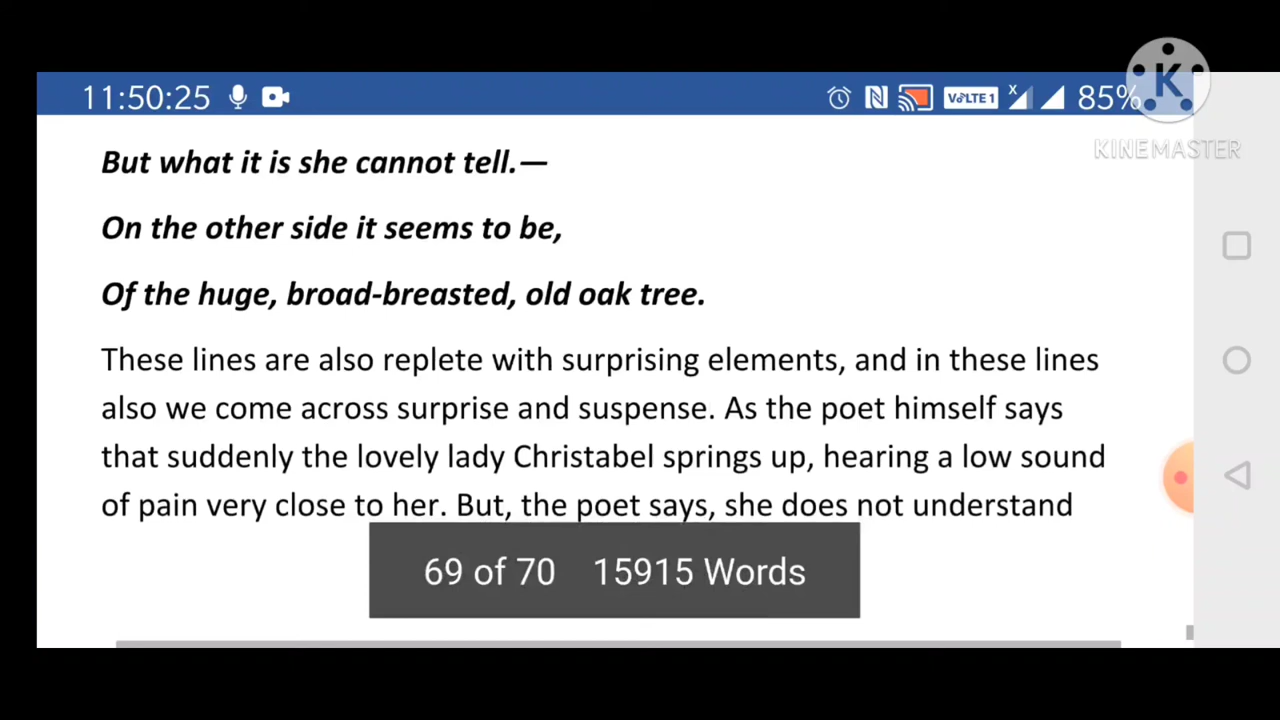 11:50:25 VoLTE 1 X 85%
K
KINEMASTER
But what it is she cannot tell.—
On the other side it seems to be,
Of the huge, broad-breasted, old oak tree.
These lines are also replete with surprising elements, and in these lines
also we come across surprise and suspense. As the poet himself says
that suddenly the lovely lady Christabel springs up, hearing a low sound
of pain very close to her. But, the poet says, she does not understand
69 of 70 15915 Words